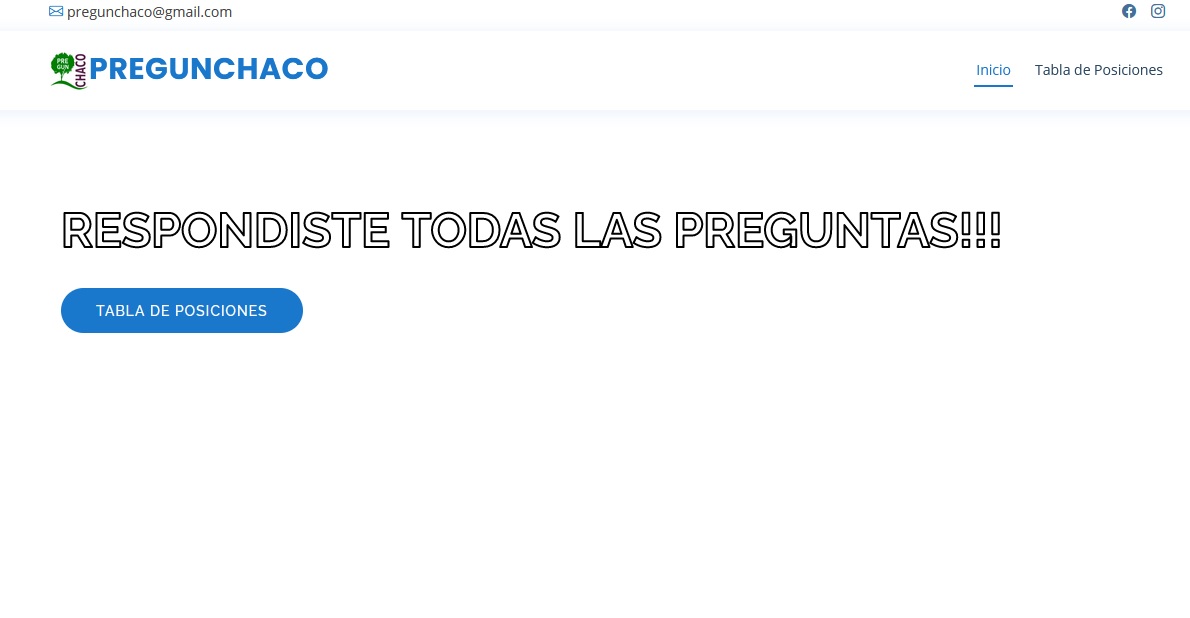 pregunchaco@gmail.com
PRE
GUN
CHACO
PREGUNCHACO
Inicio
Tabla de Posiciones
RESPONDISTE TODAS LAS PREGUNTAS!!!
TABLA DE POSICIONES